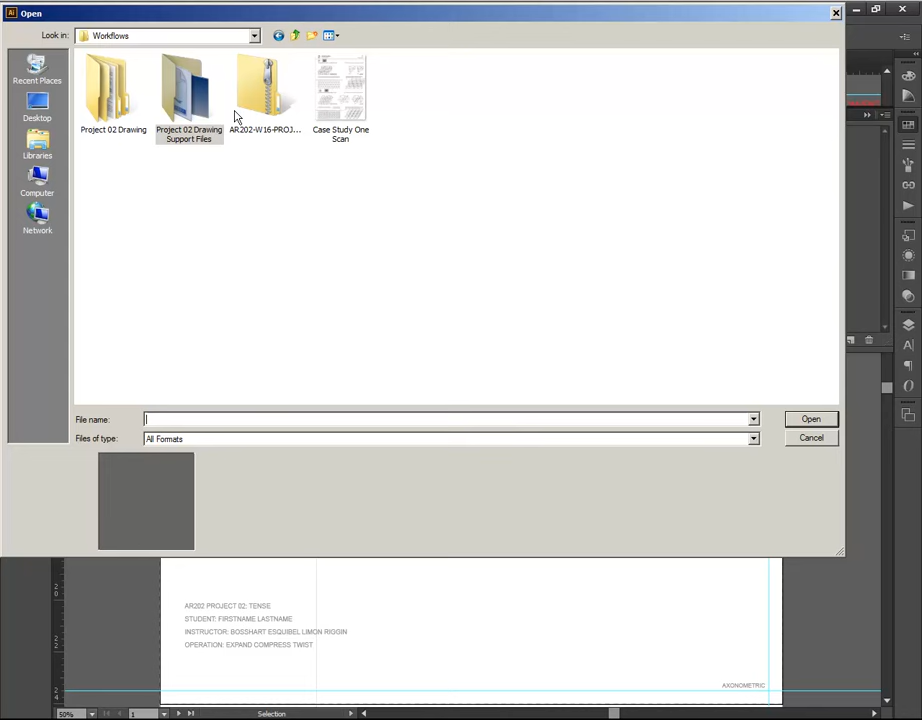 Ai Open
Look in: Workflows
Recent Places
Desktop
Libraries
Computer
Network
Project 02 Drawing
Project 02 Drawing
Support Files
AR202-W16-PROJ...
Case Study One
Scan
File name:
Open
Files of type: All Formats
Cancel
AR202 PROJECT 02: TENSE
STUDENT: FIRSTNAME LASTNAME
INSTRUCTOR: BOSSHART ESQUIBEL LIMON RIGGIN
OPERATION: EXPAND COMPRESS TWIST
AXONOMETRIC
50% 1 Selection